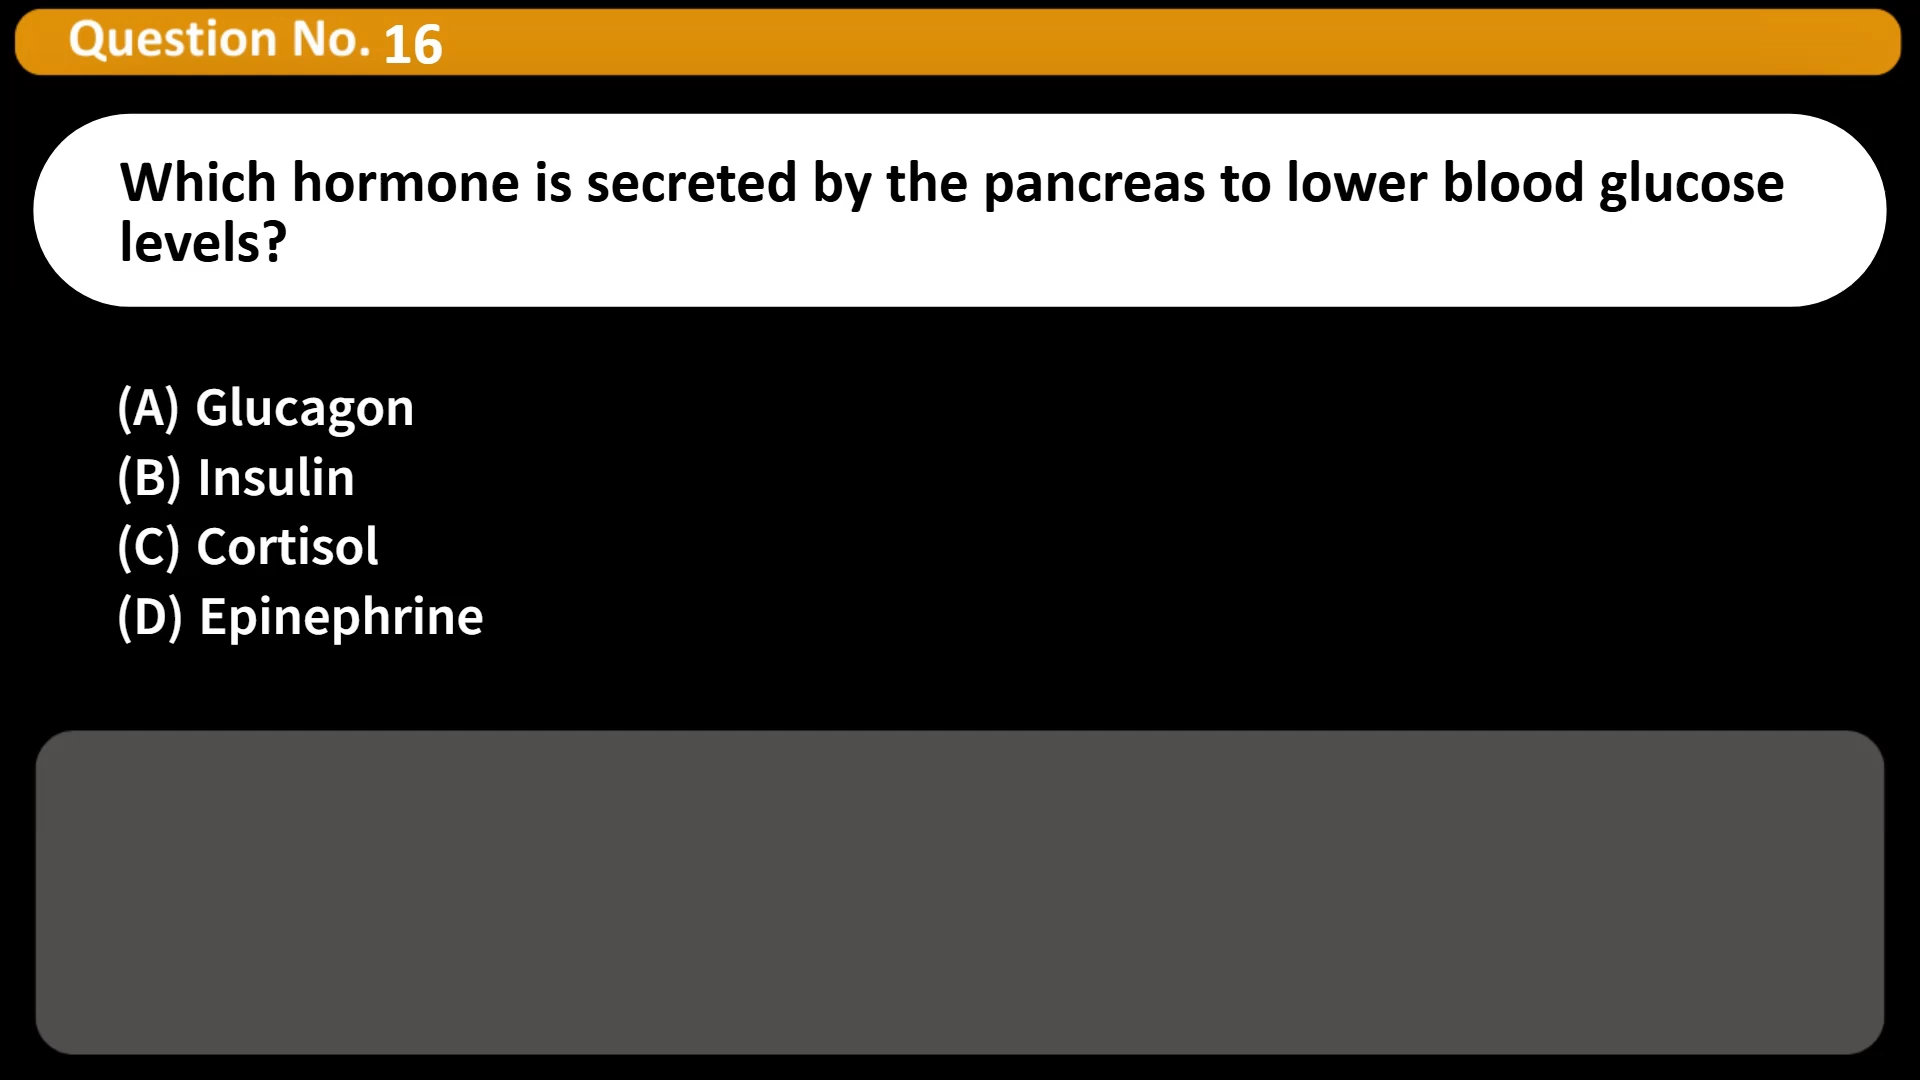 Question No. 16
Which hormone is secreted by the pancreas to lower blood glucose
levels?
(A) Glucagon
(B) Insulin
(C) Cortisol
(D) Epinephrine